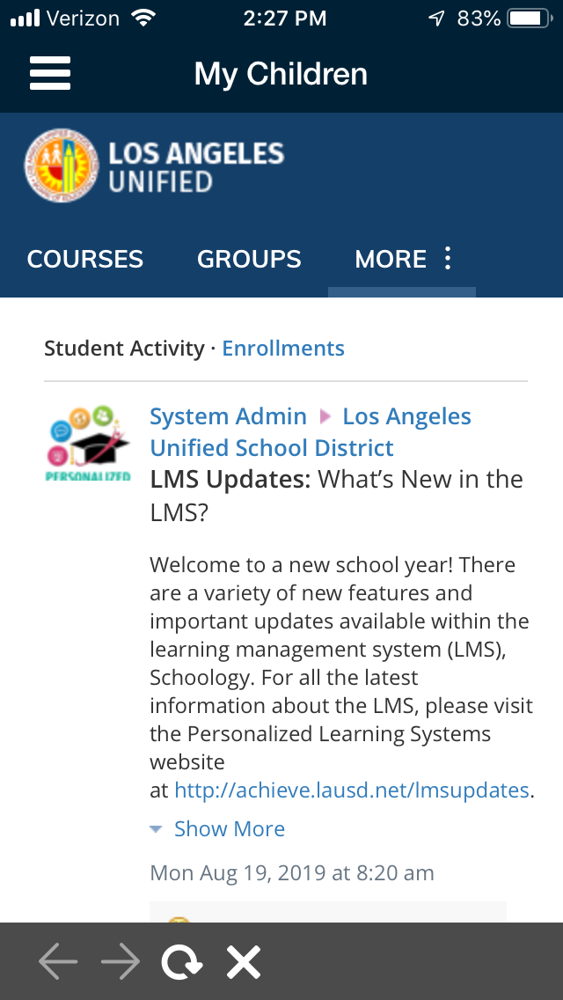 Verizon 2:27 PM 83%
My Children
LOS ANGELES
UNIFIED
COURSES GROUPS MORE
Student Activity · Enrollments
PERSONALIZED
System Admin Los Angeles
Unified School District
LMS Updates: What's New in the
LMS?
Welcome to a new school year! There
are a variety of new features and
important updates available within the
learning management system (LMS),
Schoology. For all the latest
information about the LMS, please visit
the Personalized Learning Systems
website
at http://achieve.lausd.net/lmsupdates.
Show More
Mon Aug 19, 2019 at 8:20 am